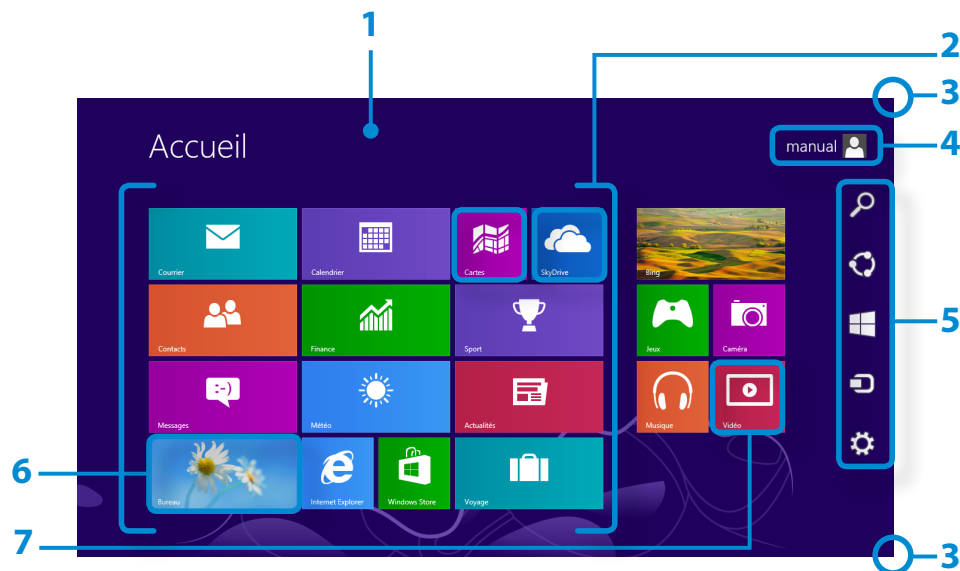 1
2
3
Accueil
manual
4
Courrier
Calendrier
Cartes
SkyDrive
Bing
Contacts
Finance
Sport
Jeux
Caméra
5
:-)
Messages
Météo
Actualités
Musique
Vidéo
6
Bureau
Internet Explorer
Windows Store
Voyage
7
3